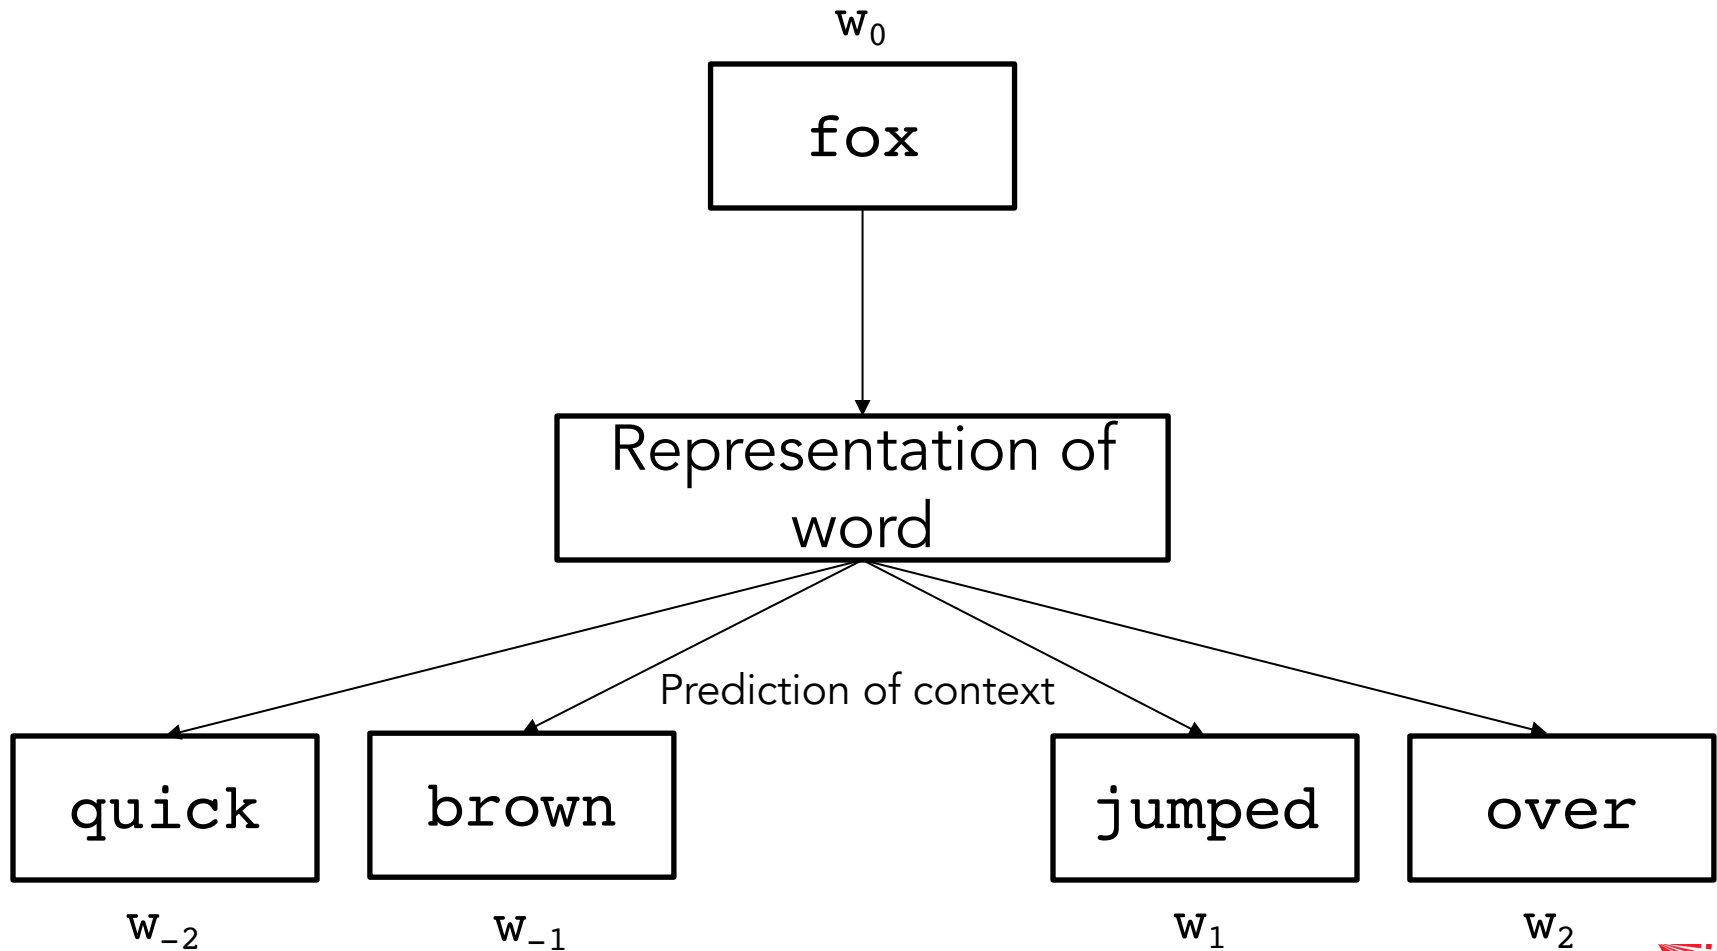 w₀
fox
Representation of
word
Prediction of context
quick
brown
jumped
over
w₋₂
w₋₁
w₁
w₂